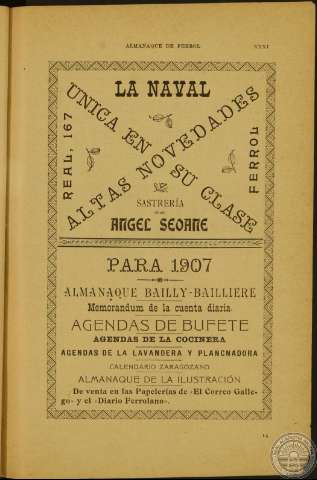 ALMANAQUE DE FERROL
XXXI
LA NAVAL
UNICA EN SU CLASE
ALTAS NOVEDADES
REAL, 167
FERROL
SASTRERÍA
DE
ANGEL SEOANE
PARA 1907
ALMANAQUE BAILLY-BAILLIERE
Memorandum de la cuenta diaria
AGENDAS DE BUFETE
AGENDAS DE LA COCINERA
AGENDAS DE LA LAVANDERA Y PLANCHADORA
CALENDARIO ZARAGOZANO
ALMANAQUE DE LA ILUSTRACIÓN
De venta en las Papelerías de «El Correo Galle-
go» y el «Diario Ferrolano».